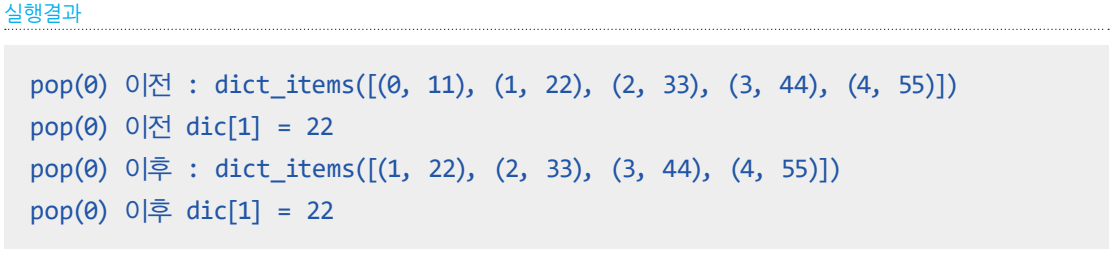 실행결과
pop(0) 이전 : dict_items([(0, 11), (1, 22), (2, 33), (3, 44), (4, 55)])
pop(0) 이전 dic[1] = 22
pop(0) 이후 : dict_items([(1, 22), (2, 33), (3, 44), (4, 55)])
pop(0) 이후 dic[1] = 22